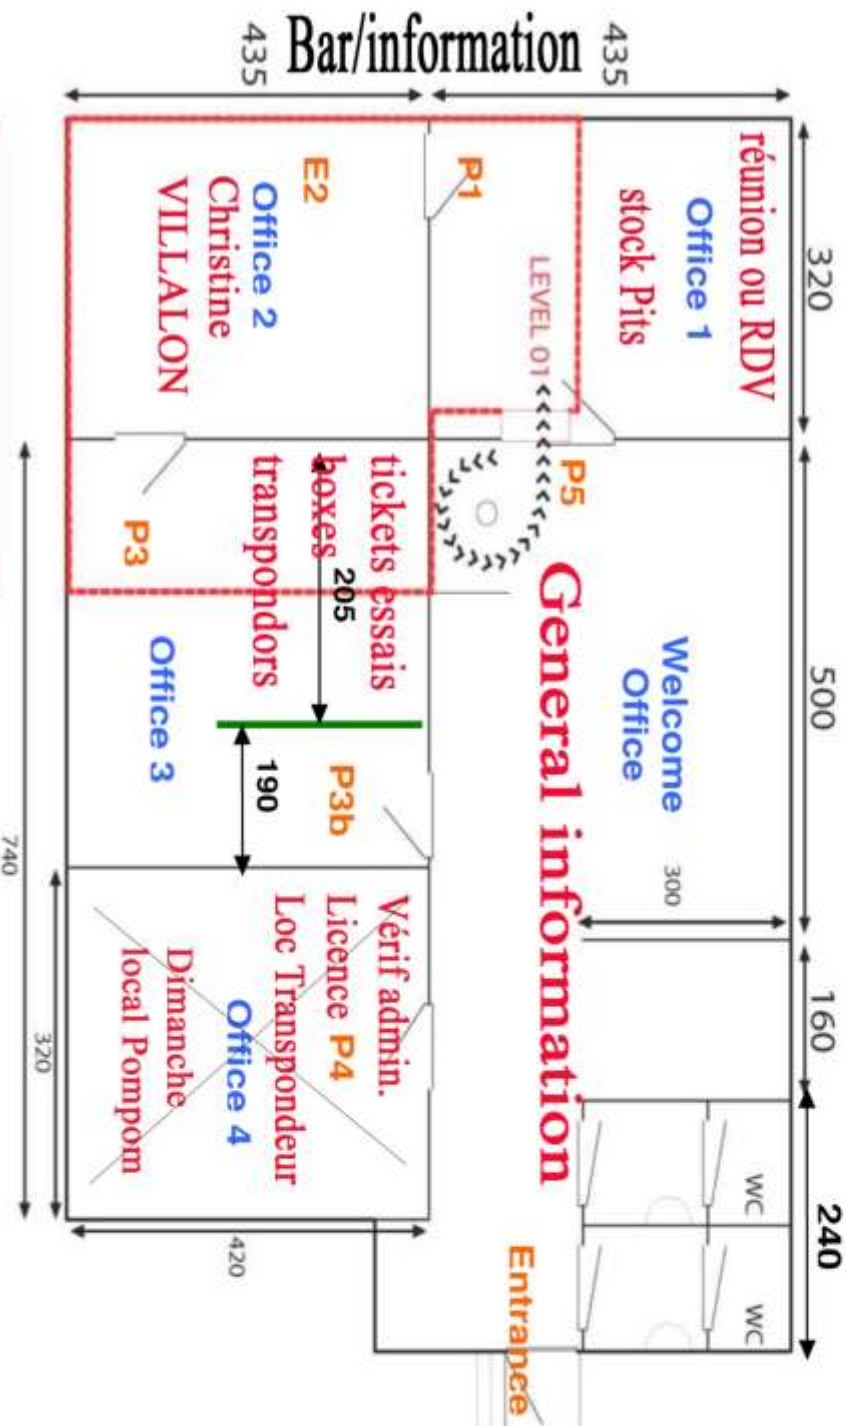 Bar/information
435
435
320
500
160
240
réunion ou RDV
Office 1
stock Pits
P1
LEVEL 01
E2
Office 2
Christine
VILLALON
P5
General information
Welcome
Office
300
tickets essais
boxes
transpondors
205
P3
Office 3
190
P3b
Vérif admin.
Licence P4
Loc Transpondeur
Office 4
Dimanche
local Pompom
740
320
420
WC
WC
Entrance